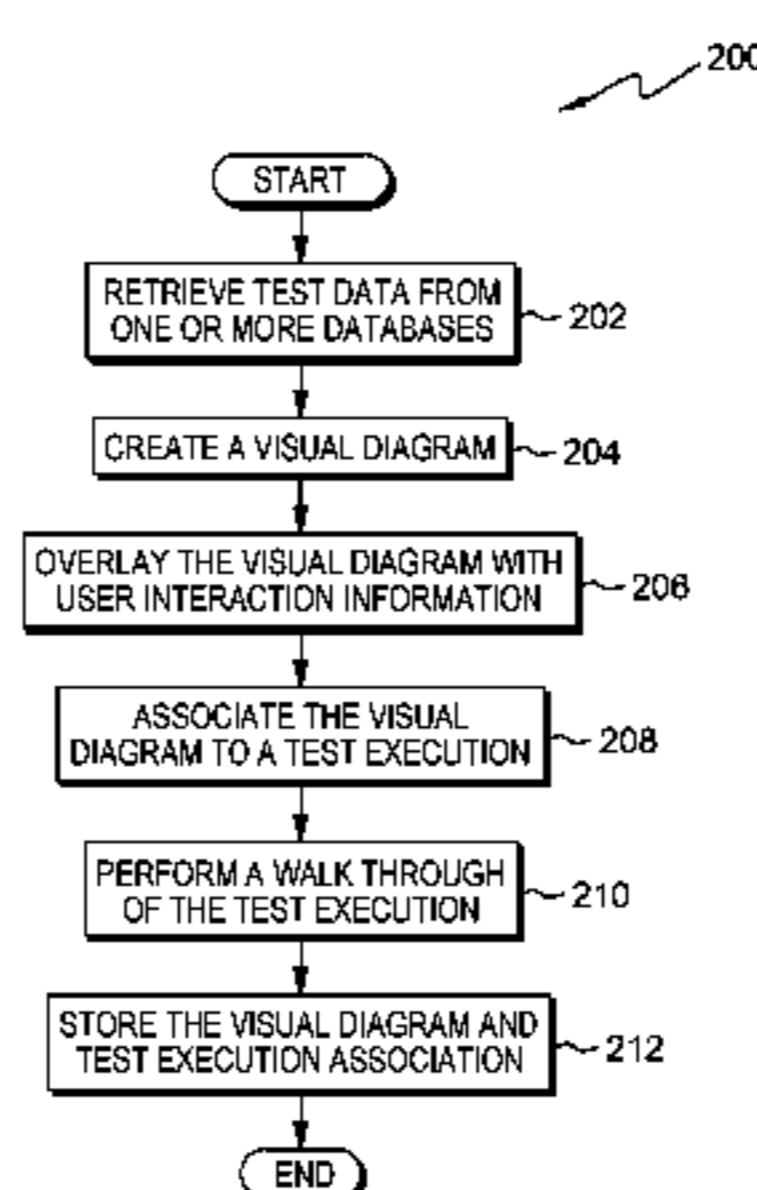 200
START
RETRIEVE TEST DATA FROM
ONE OR MORE DATABASES
202
CREATE A VISUAL DIAGRAM
204
OVERLAY THE VISUAL DIAGRAM WITH
USER INTERACTION INFORMATION
206
ASSOCIATE THE VISUAL
DIAGRAM TO A TEST EXECUTION
208
PERFORM A WALK THROUGH
OF THE TEST EXECUTION
210
STORE THE VISUAL DIAGRAM AND
TEST EXECUTION ASSOCIATION
212
END